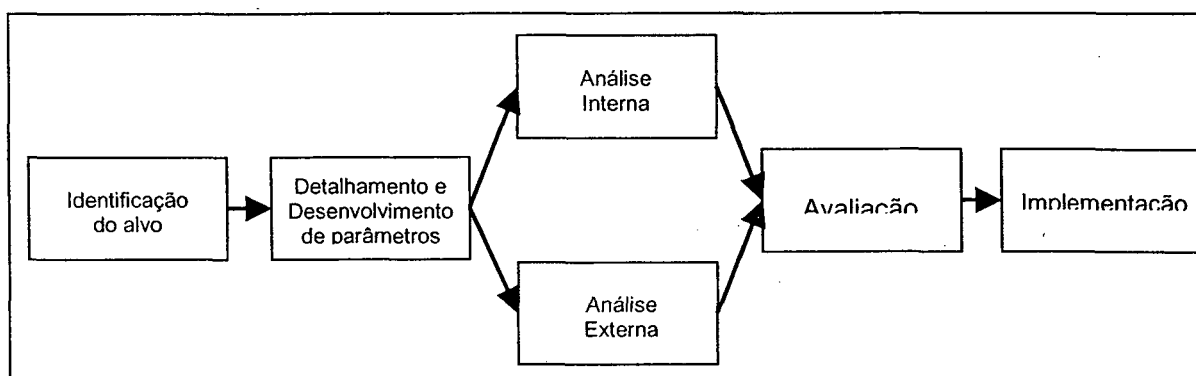 Identificação
do alvo
Detalhamento e
Desenvolvimento
de parâmetros
Análise
Interna
Análise
Externa
Avaliação
Implementação